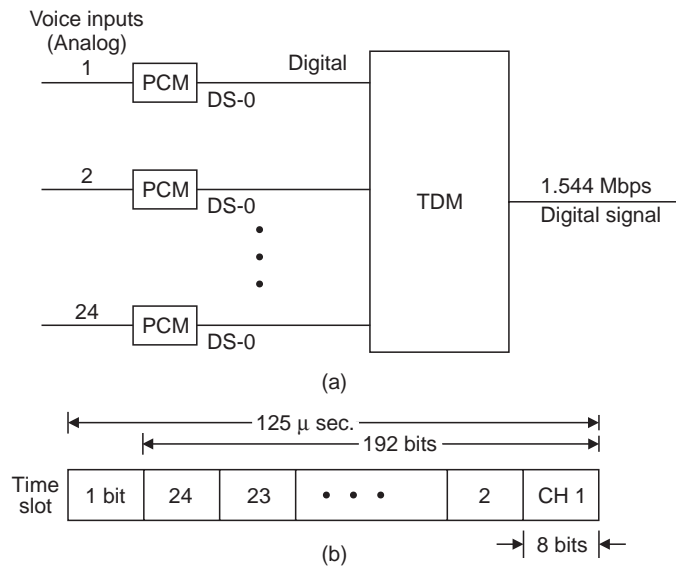 Voice inputs
(Analog)
1
PCM
DS-0
Digital
2
PCM
DS-0
TDM
1.544 Mbps
Digital signal
24
PCM
DS-0
(a)
125 μ sec.
192 bits
Time
slot
1 bit
24
23
2
CH 1
8 bits
(b)